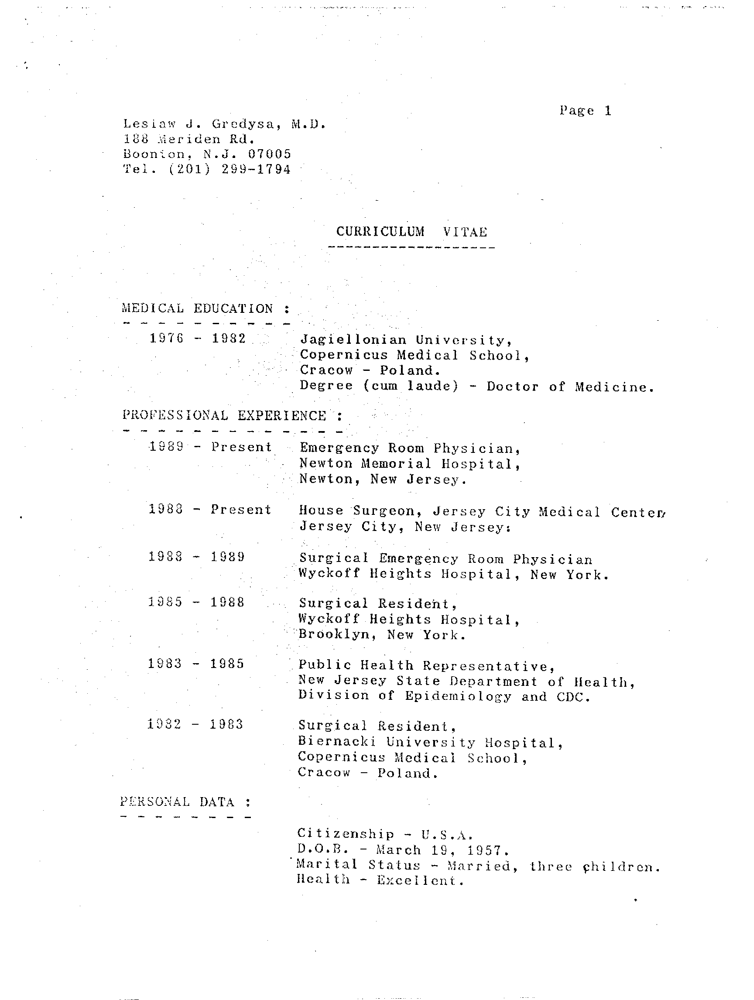 Page 1
Leslaw J. Gredysa, M.D.
188 Meriden Rd.
Boonton, N.J. 07005
Tel. (201) 299-1794
CURRICULUM VITAE
MEDICAL EDUCATION :
1976 - 1982 Jagiellonian University,
Copernicus Medical School,
Cracow - Poland.
Degree (cum laude) - Doctor of Medicine.
PROFESSIONAL EXPERIENCE :
1989 - Present Emergency Room Physician,
Newton Memorial Hospital,
Newton, New Jersey.
1988 - Present House Surgeon, Jersey City Medical Center,
Jersey City, New Jersey.
1988 - 1989 Surgical Emergency Room Physician
Wyckoff Heights Hospital, New York.
1985 - 1988 Surgical Resident,
Wyckoff Heights Hospital,
Brooklyn, New York.
1983 - 1985 Public Health Representative,
New Jersey State Department of Health,
Division of Epidemiology and CDC.
1982 - 1983 Surgical Resident,
Biernacki University Hospital,
Copernicus Medical School,
Cracow - Poland.
PERSONAL DATA :
Citizenship - U.S.A.
D.O.B. - March 19, 1957.
Marital Status - Married, three children.
Health - Excellent.